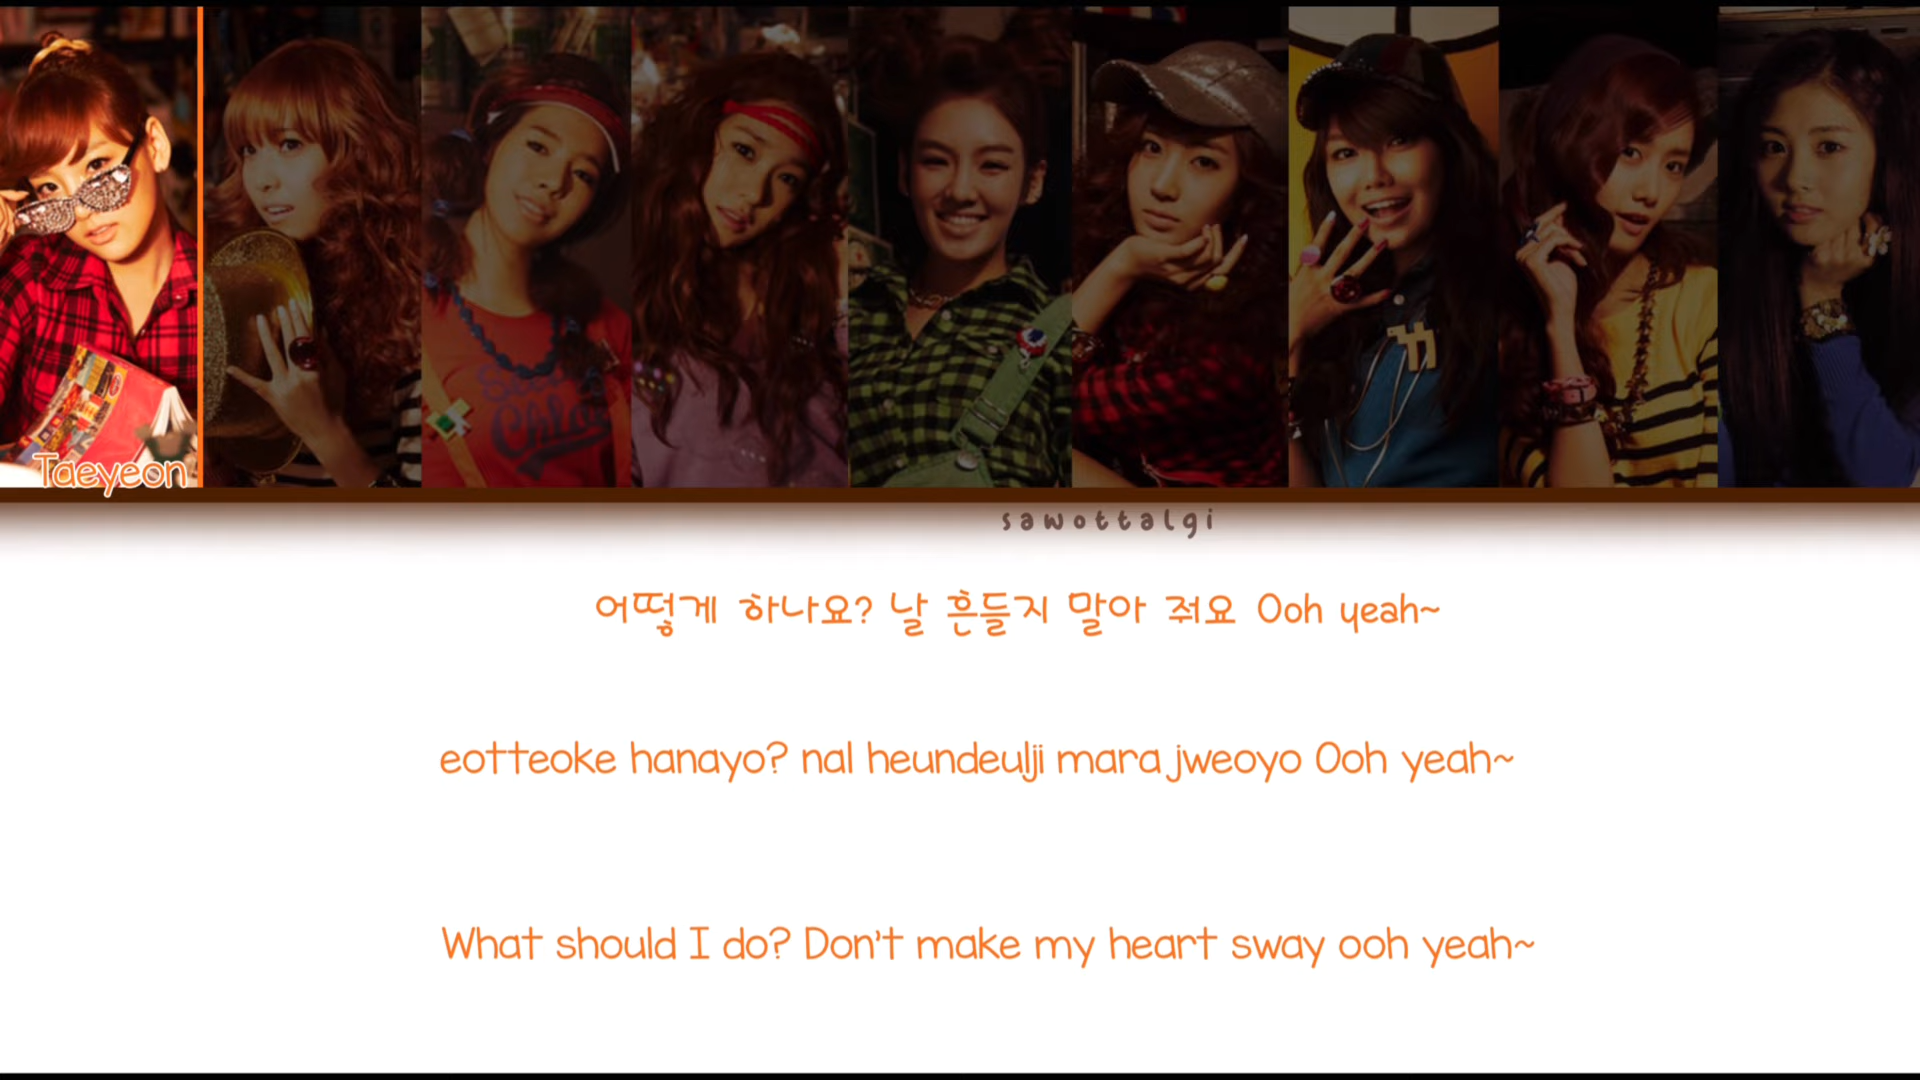 Taeyeon
sawottalgi
어떻게 하나요? 날 흔들지 말아 줘요 Ooh yeah~
eotteoke hanayo? nal heundeulji mara jweoyo Ooh yeah~
What should I do? Don't make my heart sway ooh yeah~